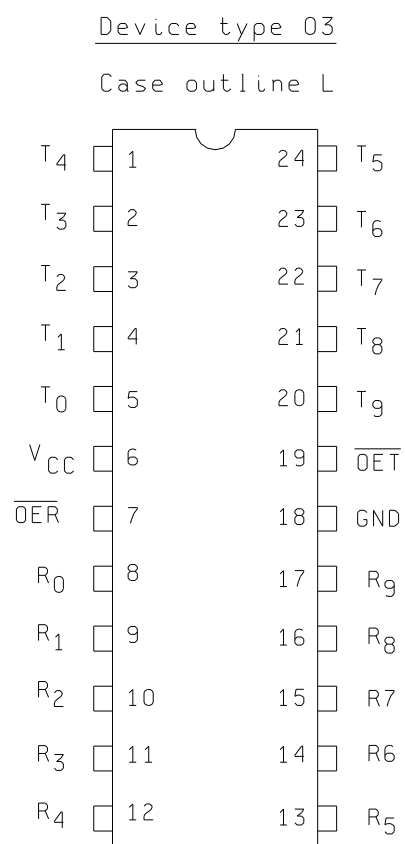 Device type 03
Case outline L
T4 1 24 T5
T3 2 23 T6
T2 3 22 T7
T1 4 21 T8
T0 5 20 T9
VCC 6 19 O̅E̅T̅
O̅E̅R̅ 7 18 GND
R0 8 17 R9
R1 9 16 R8
R2 10 15 R7
R3 11 14 R6
R4 12 13 R5